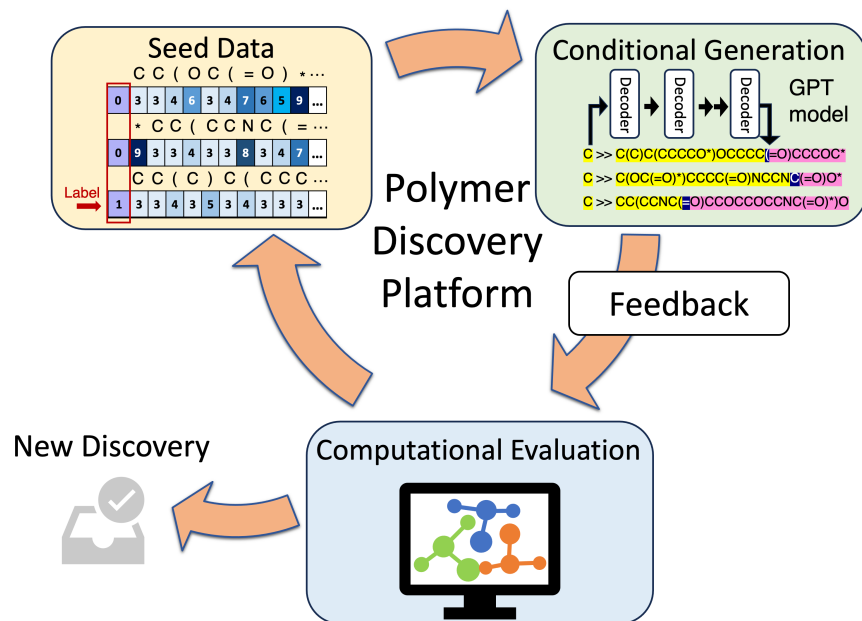 Seed Data
C C ( O C ( = O ) * ...
0 3 3 4 6 3 4 7 6 5 9 ...
* C C ( C C N C ( = ...
0 9 3 3 4 3 3 8 3 4 7 ...
C C ( C ) C ( C C C ...
Label
1 3 3 4 3 5 3 4 3 3 3 ...
Conditional Generation
Decoder
Decoder
Decoder
GPT
model
C >> C(C)C(CCCCO*)OCCCC(=O)CCCOC*
C >> C(OC(=O)*)CCCC(=O)NCCNC(=O)O*
C >> CC(CCNC(=O)CCOCCOCCNC(=O)*)O
Polymer
Discovery
Platform
Feedback
New Discovery
Computational Evaluation